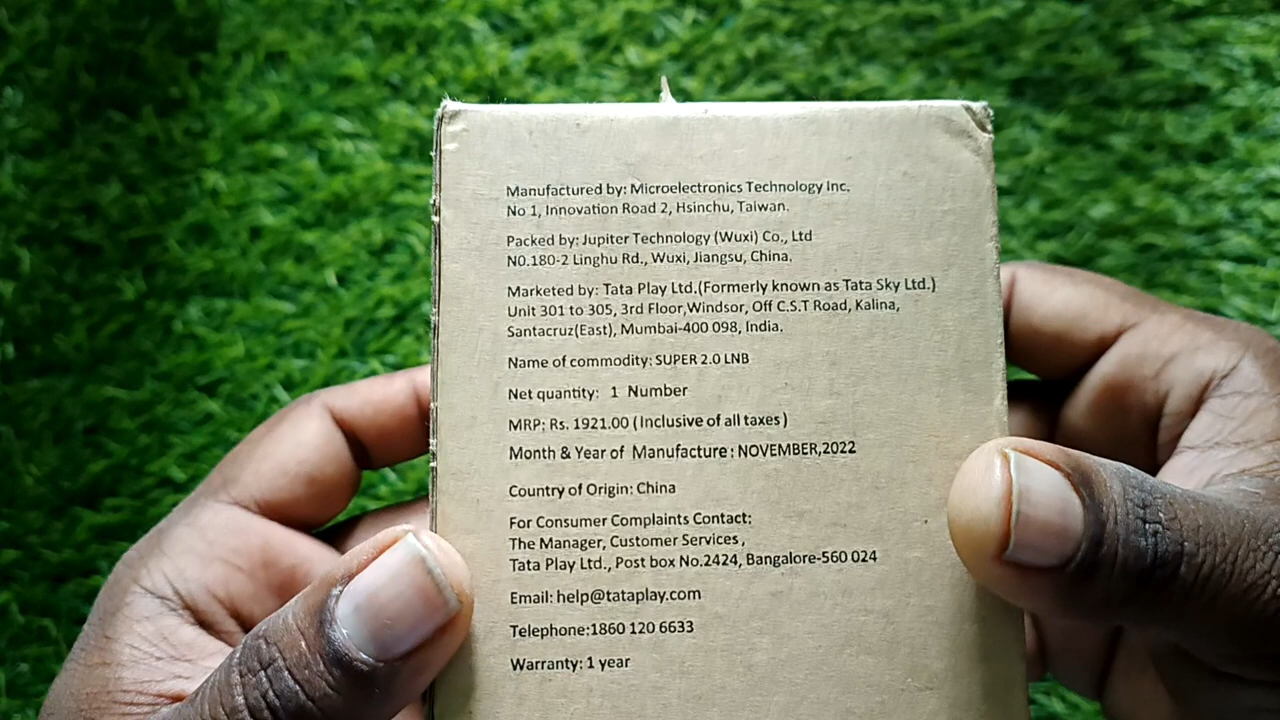 Manufactured by: Microelectronics Technology Inc.
No 1, Innovation Road 2, Hsinchu, Taiwan.
Packed by: Jupiter Technology (Wuxi) Co., Ltd
N0.180-2 Linghu Rd., Wuxi, Jiangsu, China.
Marketed by: Tata Play Ltd.(Formerly known as Tata Sky Ltd.)
Unit 301 to 305, 3rd Floor,Windsor, Off C.S.T Road, Kalina,
Santacruz(East), Mumbai-400 098, India.
Name of commodity: SUPER 2.0 LNB
Net quantity: 1 Number
MRP: Rs. 1921.00 (Inclusive of all taxes)
Month & Year of Manufacture: NOVEMBER,2022
Country of Origin: China
For Consumer Complaints Contact:
The Manager, Customer Services,
Tata Play Ltd., Post box No.2424, Bangalore-560 024
Email: help@tataplay.com
Telephone:1860 120 6633
Warranty: 1 year